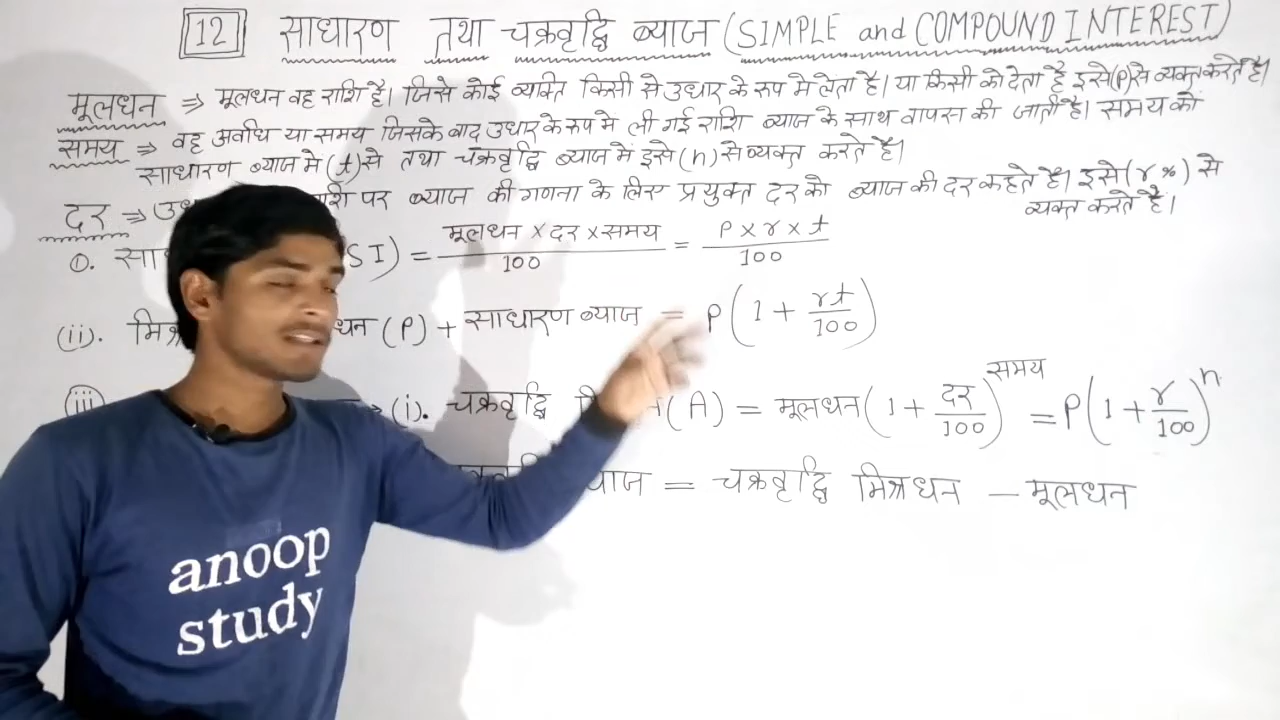 12 साधारण तथा चक्रवृद्धि ब्याज (SIMPLE and COMPOUND INTEREST)
मूलधन ⇒ मूलधन वह राशि है। जिसे कोई व्यक्ति किसी से उधार के रूप मे लेता है। या किसी को देता है इसे (P) से व्यक्त करते है।
समय ⇒ वह अवधि या समय जिसके बाद उधार के रूप मे ली गई राशि ब्याज के साथ वापस की जाती है। समय को
साधारण ब्याज मे (t) से तथा चक्रवृद्धि ब्याज में इसे (n) से व्यक्त करते है।
दर ⇒ राशि पर ब्याज की गणना के लिए प्रयुक्त दर को ब्याज की दर कहते है। इसे (r %) से
व्यक्त करते है।
SI) = मूलधन × दर × समय / 100 = P × r × t / 100
(ii). (P) + साधारण ब्याज = P(1 + rt/100)
(iii) (i). चक्रवृद्धि (A) = मूलधन(1 + दर/100)^समय = P(1 + r/100)^n
= चक्रवृद्धि मिश्रधन – मूलधन
anoop
study